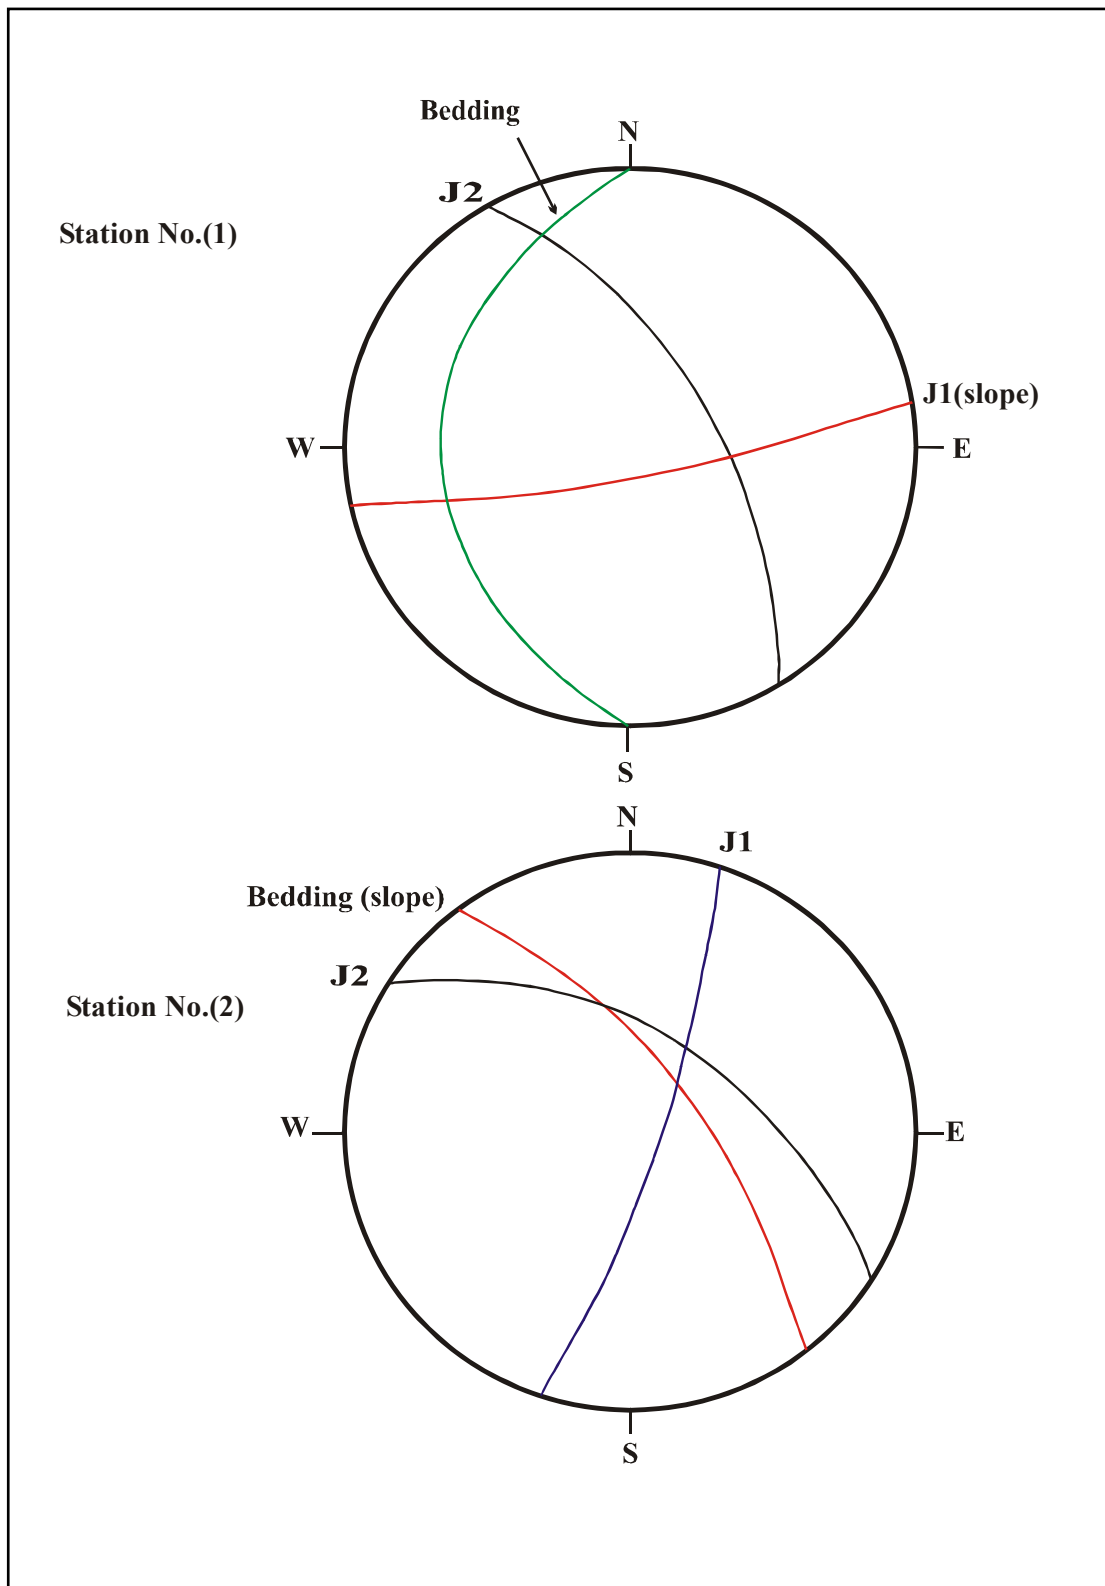 Bedding
N
J2
Station No.(1)
J1(slope)
W
E
S
N
J1
Bedding (slope)
J2
Station No.(2)
W
E
S